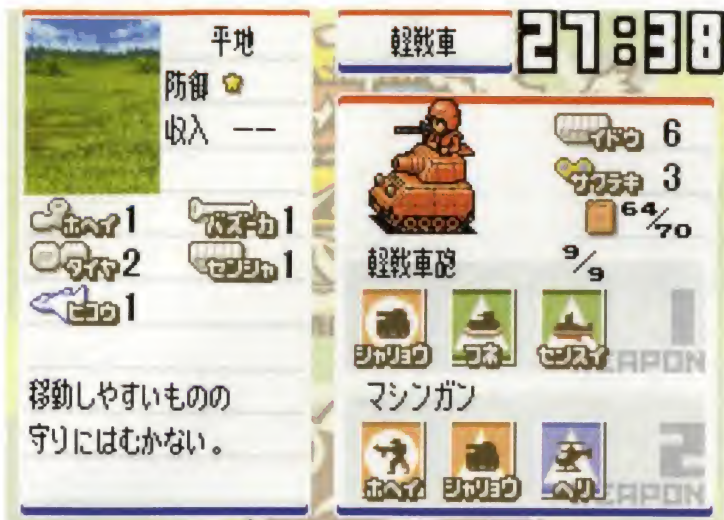 平地
防御
収入 --
ホヘイ 1
バズーカ 1
タイヤ 2
センシャ 1
ヒコウ 1
移動しやすいものの
守りにはむかない。
軽戦車
27:38
イドウ 6
サクテキ 3
64/70
軽戦車砲 9/9
シャリョウ
フネ
センスイ
1
WEAPON
マシンガン
ホヘイ
シャリョウ
ヘリ
2
WEAPON